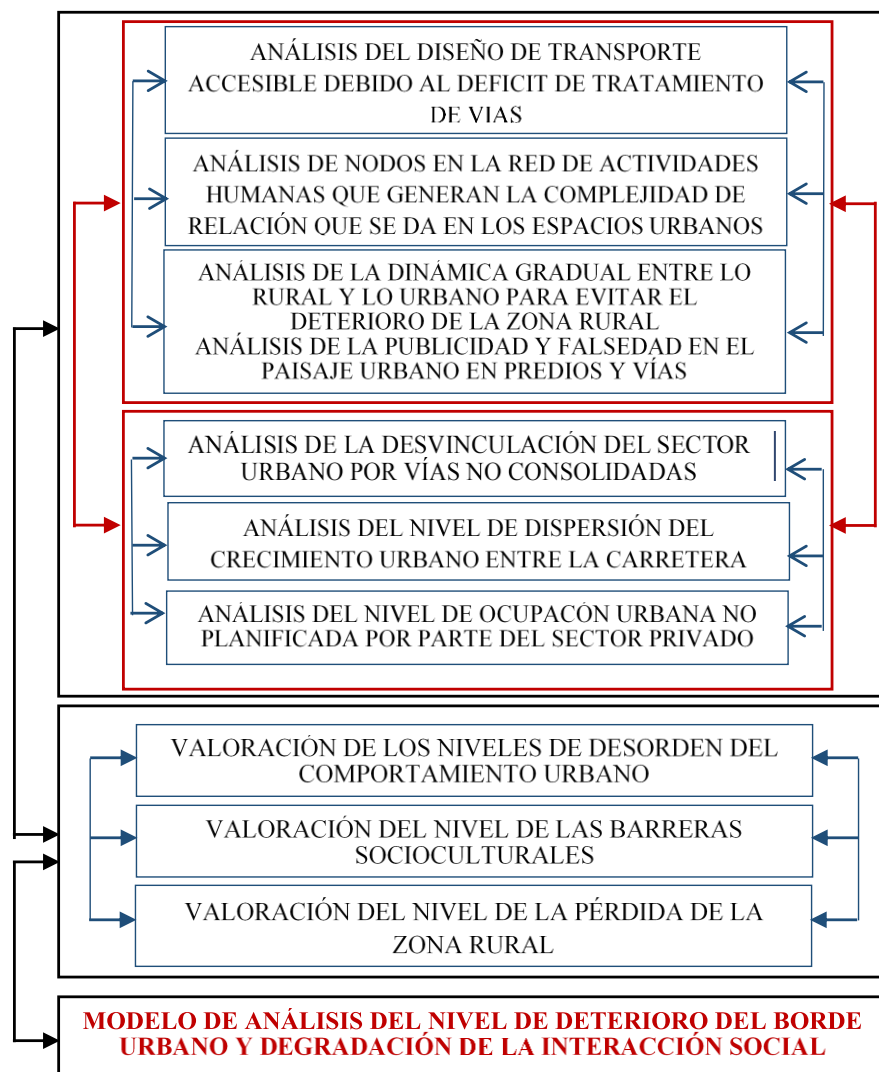 ANÁLISIS DEL DISEÑO DE TRANSPORTE
ACCESIBLE DEBIDO AL DEFICIT DE TRATAMIENTO
DE VIAS
ANÁLISIS DE NODOS EN LA RED DE ACTIVIDADES
HUMANAS QUE GENERAN LA COMPLEJIDAD DE
RELACIÓN QUE SE DA EN LOS ESPACIOS URBANOS
ANÁLISIS DE LA DINÁMICA GRADUAL ENTRE LO
RURAL Y LO URBANO PARA EVITAR EL
DETERIORO DE LA ZONA RURAL
ANÁLISIS DE LA PUBLICIDAD Y FALSEDAD EN EL
PAISAJE URBANO EN PREDIOS Y VÍAS
ANÁLISIS DE LA DESVINCULACIÓN DEL SECTOR
URBANO POR VÍAS NO CONSOLIDADAS
ANÁLISIS DEL NIVEL DE DISPERSIÓN DEL
CRECIMIENTO URBANO ENTRE LA CARRETERA
ANÁLISIS DEL NIVEL DE OCUPACÓN URBANA NO
PLANIFICADA POR PARTE DEL SECTOR PRIVADO
VALORACIÓN DE LOS NIVELES DE DESORDEN DEL
COMPORTAMIENTO URBANO
VALORACIÓN DEL NIVEL DE LAS BARRERAS
SOCIOCULTURALES
VALORACIÓN DEL NIVEL DE LA PÉRDIDA DE LA
ZONA RURAL
MODELO DE ANÁLISIS DEL NIVEL DE DETERIORO DEL BORDE
URBANO Y DEGRADACIÓN DE LA INTERACCIÓN SOCIAL